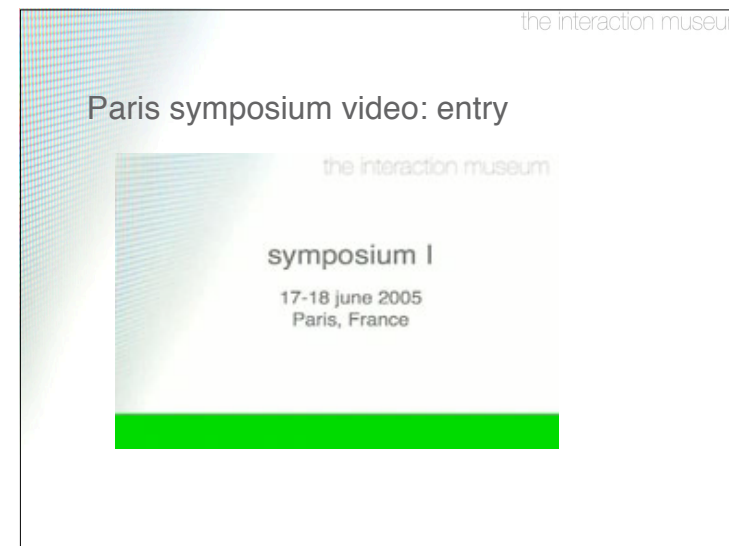 the interaction museu
Paris symposium video: entry
the interaction museum
symposium I
17-18 june 2005
Paris, France